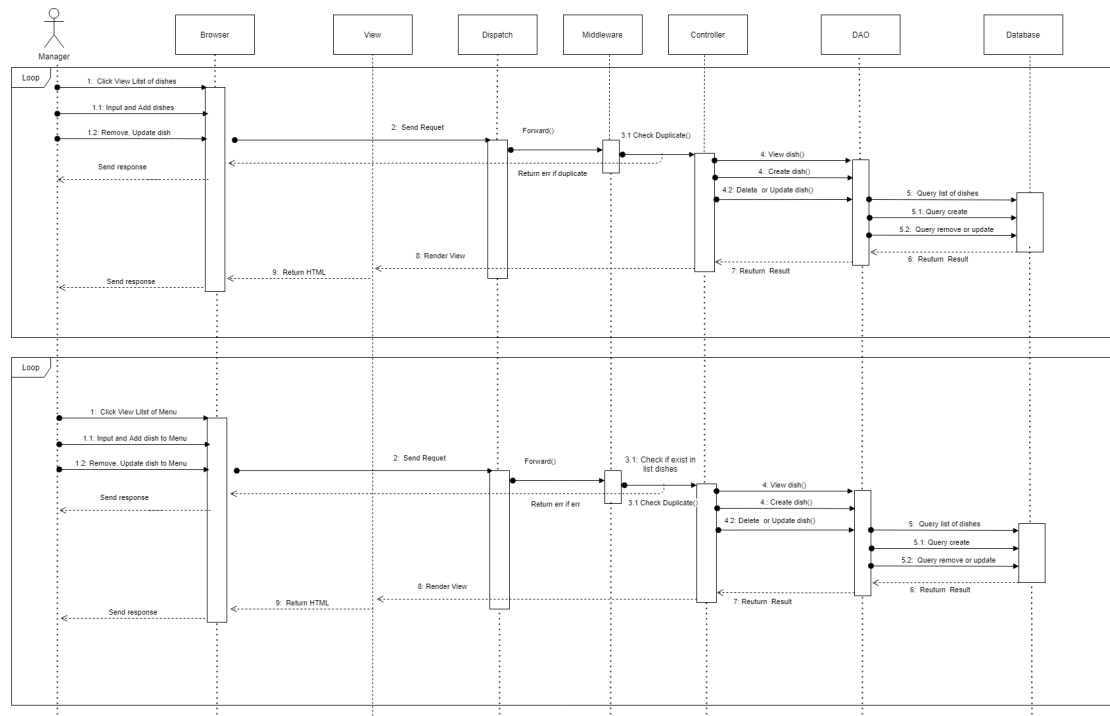 Manager
Browser
View
Dispatch
Middleware
Controller
DAO
Database
Loop
1: Click View Litst of dishes
1.1: Input and Add dishes
1.2: Remove, Update dish
2: Send Requet
Forward()
3.1 Check Duplicate()
Send response
Return err if duplicate
4: View dish()
4.: Create dish()
4.2: Delete or Update dish()
5: Query list of dishes
5.1: Query create
5.2: Query remove or update
6: Reuturn Result
7: Reuturn Result
8: Render View
9: Return HTML
Send response
Loop
1: Click View Litst of Menu
1.1: Input and Add diish to Menu
1.2: Remove, Update dish to Menu
2: Send Requet
Forward()
3.1: Check if exist in
list dishes
Send response
Return err if err
3.1 Check Duplicate()
4: View dish()
4.: Create dish()
4.2: Delete or Update dish()
5: Query list of dishes
5.1: Query create
5.2: Query remove or update
6: Reuturn Result
7: Reuturn Result
8: Render View
9: Return HTML
Send response